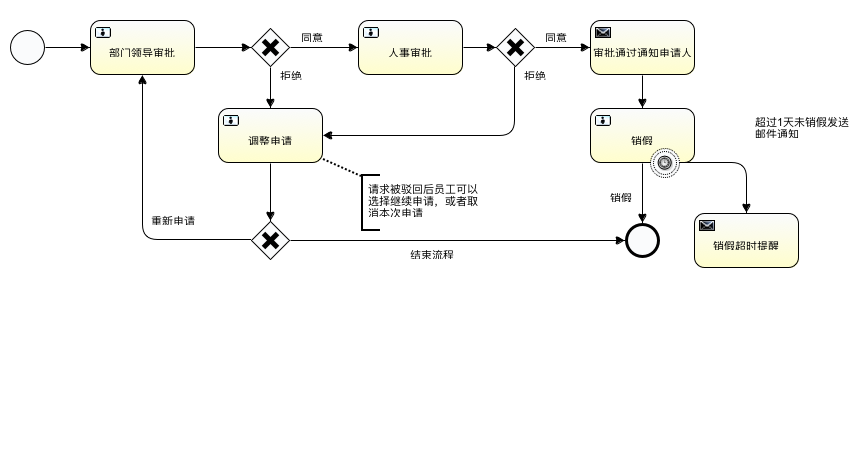 部门领导审批
同意
人事审批
同意
审批通过通知申请人
拒绝
拒绝
调整申请
销假
超过1天未销假发送
邮件通知
请求被驳回后员工可以
选择继续申请，或者取
消本次申请
销假
重新申请
结束流程
销假超时提醒